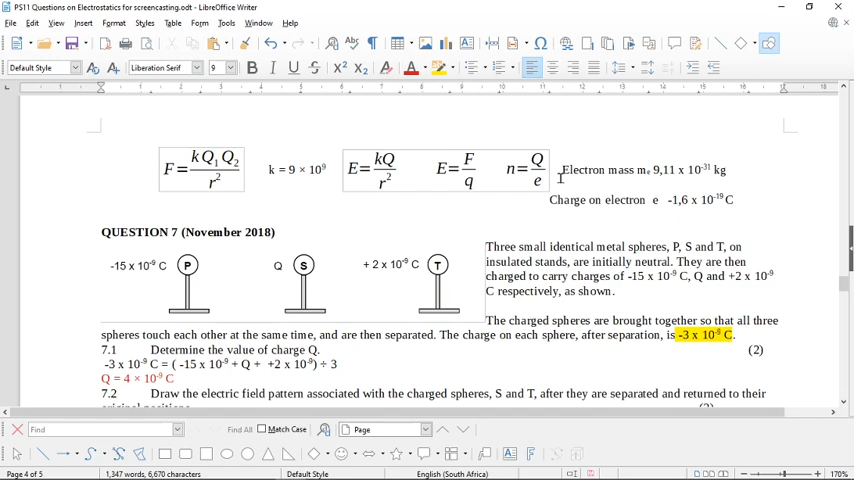 PS11 Questions on Electrostatics for screencasting.odt - LibreOffice Writer
File Edit View Insert Format Styles Table Form Tools Window Help
Default Style Liberation Serif 9
F = kQ₁Q₂/r² k = 9 × 10⁹ E = kQ/r² E = F/q n = Q/e Electron mass mₑ 9,11 x 10⁻³¹ kg
Charge on electron e -1,6 x 10⁻¹⁹ C
QUESTION 7 (November 2018)
-15 x 10⁻⁹ C P Q S + 2 x 10⁻⁹ C T
Three small identical metal spheres, P, S and T, on
insulated stands, are initially neutral. They are then
charged to carry charges of -15 x 10⁻⁹ C, Q and +2 x 10⁻⁹
C respectively, as shown.
The charged spheres are brought together so that all three
spheres touch each other at the same time, and are then separated. The charge on each sphere, after separation, is -3 x 10⁻⁹ C.
7.1 Determine the value of charge Q. (2)
-3 x 10⁻⁹ C = ( -15 x 10⁻⁹ + Q + +2 x 10⁻⁹) ÷ 3
Q = 4 × 10⁻⁹ C
7.2 Draw the electric field pattern associated with the charged spheres, S and T, after they are separated and returned to their
original positions.
Find Find All Match Case Page
Page 4 of 5 1,347 words, 6,670 characters Default Style English (South Africa) 170%